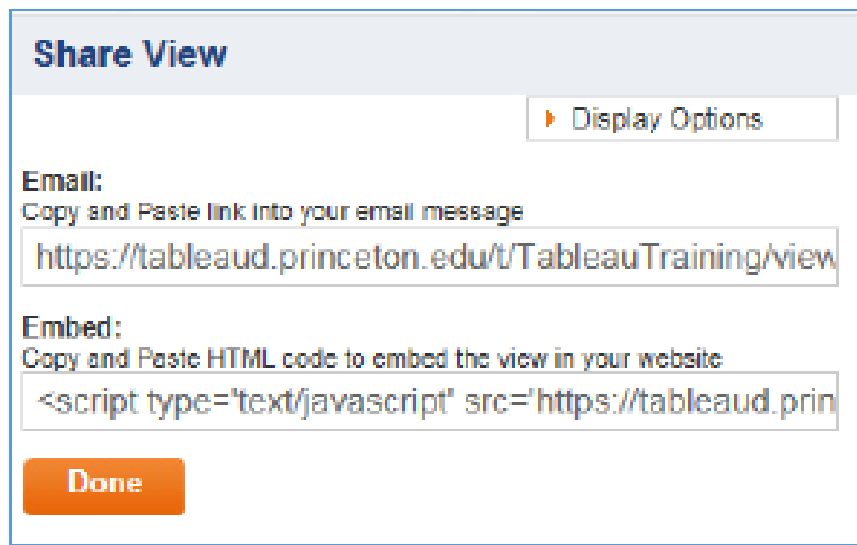 Share View
Display Options
Email:
Copy and Paste link into your email message
https://tableaud.princeton.edu/t/TableauTraining/view
Embed:
Copy and Paste HTML code to embed the view in your website
<script type='text/javascript' src='https://tableaud.prin
Done